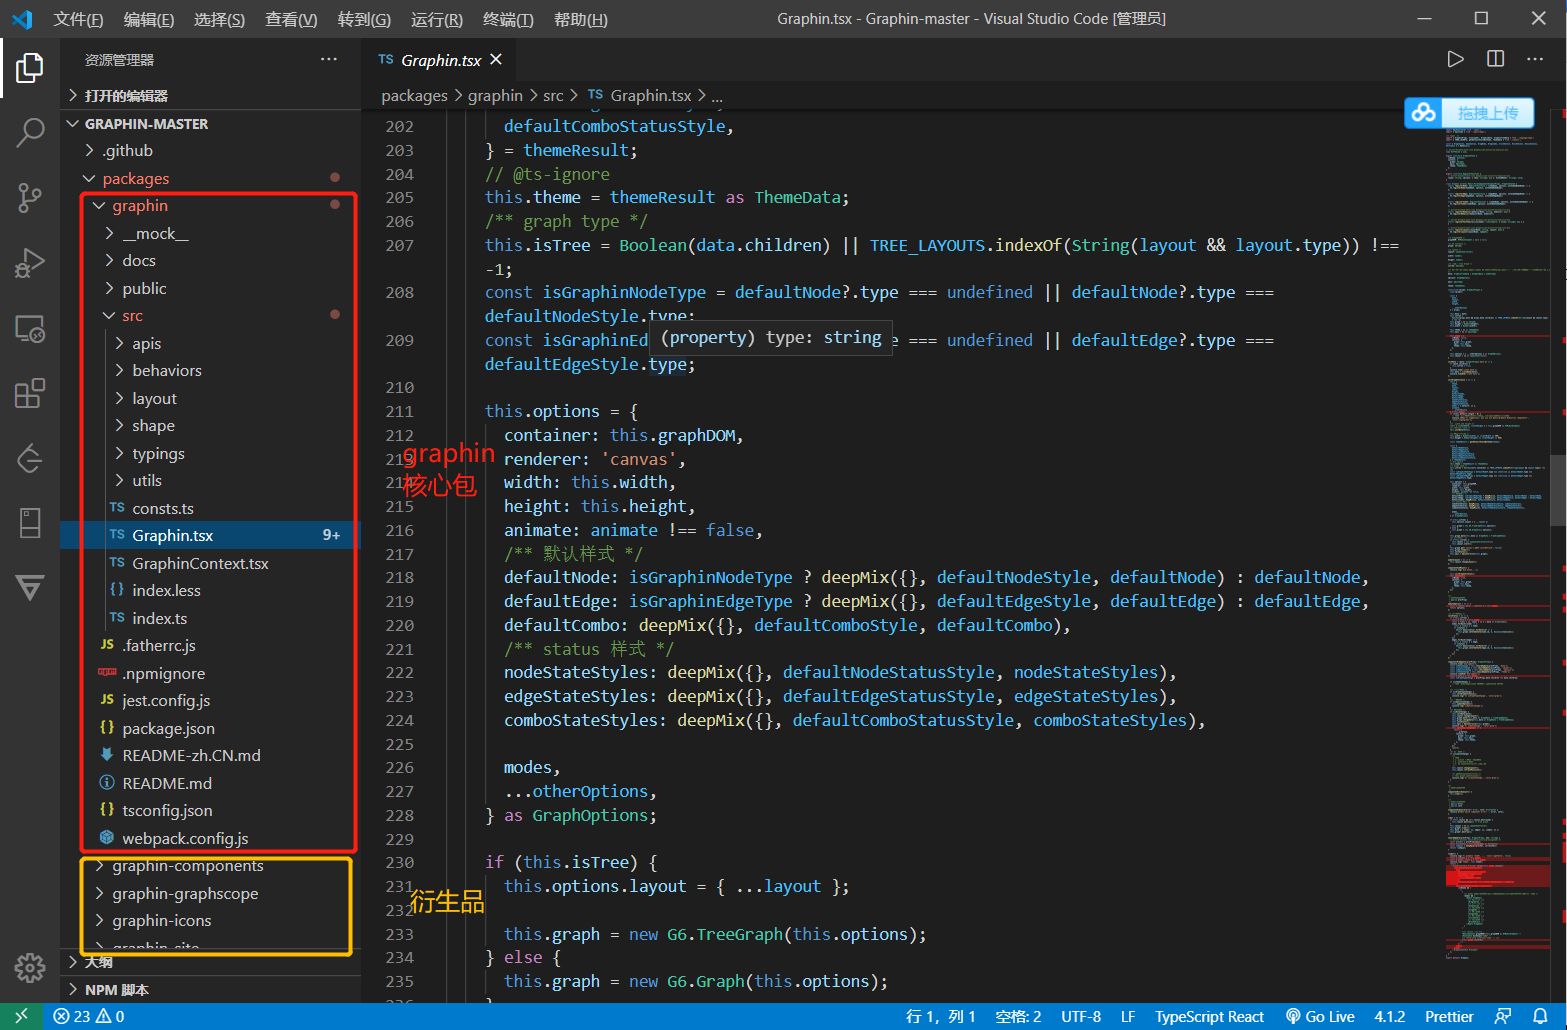 文件(F) 编辑(E) 选择(S) 查看(V) 转到(G) 运行(R) 终端(T) 帮助(H) Graphin.tsx - Graphin-master - Visual Studio Code [管理员]
资源管理器
打开的编辑器
GRAPHIN-MASTER
.github
packages
graphin
__mock__
docs
public
src
apis
behaviors
layout
shape
typings
utils
TS consts.ts
TS Graphin.tsx 9+
TS GraphinContext.tsx
{} index.less
TS index.ts
JS .fatherrc.js
.npmignore
JS jest.config.js
{} package.json
README-zh.CN.md
README.md
{} tsconfig.json
webpack.config.js
graphin-components
graphin-graphscope
graphin-icons
graphin-site
大纲
NPM 脚本
TS Graphin.tsx
packages > graphin > src > TS Graphin.tsx > ...
拖拽上传
202 defaultComboStatusStyle,
203 } = themeResult;
204 // @ts-ignore
205 this.theme = themeResult as ThemeData;
206 /** graph type */
207 this.isTree = Boolean(data.children) || TREE_LAYOUTS.indexOf(String(layout && layout.type)) !==
-1;
208 const isGraphinNodeType = defaultNode?.type === undefined || defaultNode?.type ===
defaultNodeStyle.type;
(property) type: string
209 const isGraphinEd e === undefined || defaultEdge?.type ===
defaultEdgeStyle.type;
210
211 this.options = {
212 container: this.graphDOM,
213 renderer: 'canvas',
214 width: this.width,
215 height: this.height,
216 animate: animate !== false,
217 /** 默认样式 */
218 defaultNode: isGraphinNodeType ? deepMix({}, defaultNodeStyle, defaultNode) : defaultNode,
219 defaultEdge: isGraphinEdgeType ? deepMix({}, defaultEdgeStyle, defaultEdge) : defaultEdge,
220 defaultCombo: deepMix({}, defaultComboStyle, defaultCombo),
221 /** status 样式 */
222 nodeStateStyles: deepMix({}, defaultNodeStatusStyle, nodeStateStyles),
223 edgeStateStyles: deepMix({}, defaultEdgeStatusStyle, edgeStateStyles),
224 comboStateStyles: deepMix({}, defaultComboStatusStyle, comboStateStyles),
225
226 modes,
227 ...otherOptions,
228 } as GraphOptions;
229
230 if (this.isTree) {
231 this.options.layout = { ...layout };
232
233 this.graph = new G6.TreeGraph(this.options);
234 } else {
235 this.graph = new G6.Graph(this.options);
236 }
graphin
核心包
衍生品
23 0 行 1，列 1 空格: 2 UTF-8 LF TypeScript React Go Live 4.1.2 Prettier